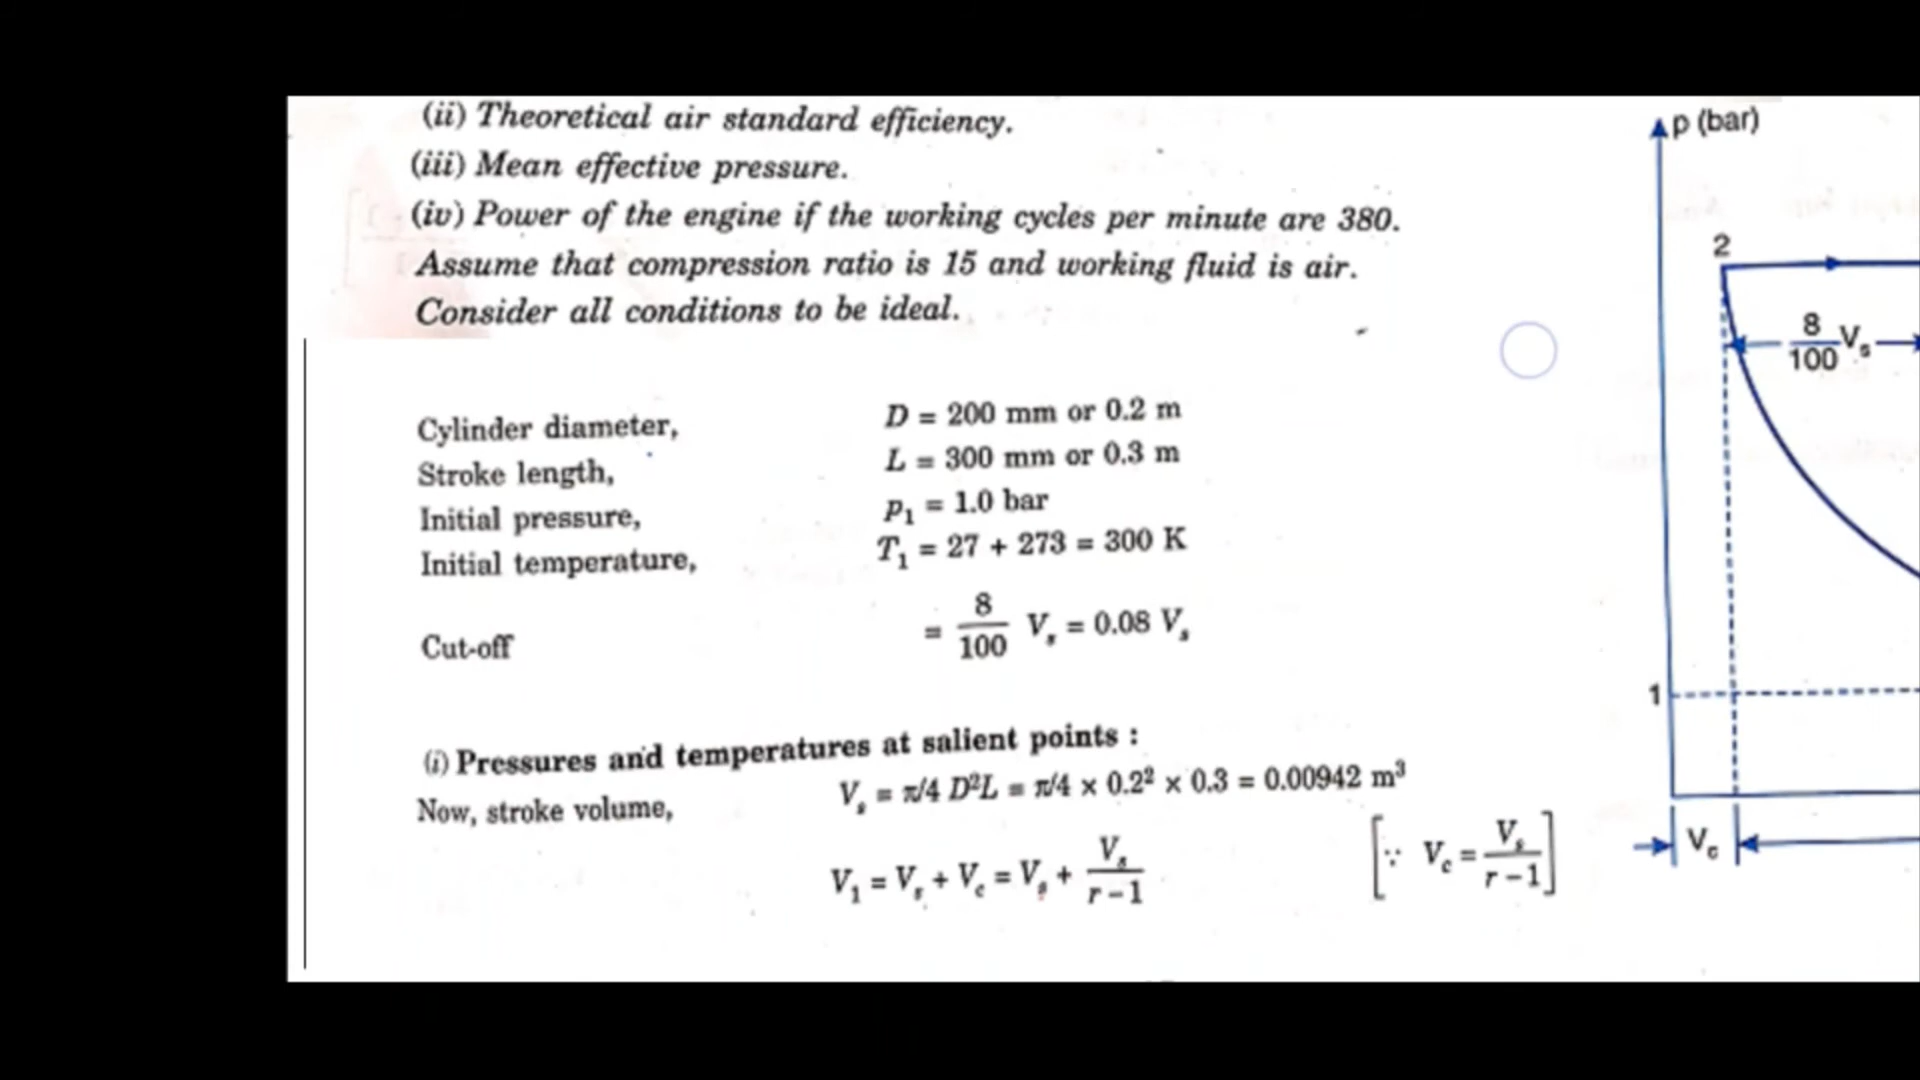 (ii) Theoretical air standard efficiency.
(iii) Mean effective pressure.
(iv) Power of the engine if the working cycles per minute are 380.
Assume that compression ratio is 15 and working fluid is air.
Consider all conditions to be ideal.
Cylinder diameter, D = 200 mm or 0.2 m
Stroke length, L = 300 mm or 0.3 m
Initial pressure, p₁ = 1.0 bar
Initial temperature, T₁ = 27 + 273 = 300 K
Cut-off = 8/100 Vₛ = 0.08 Vₛ
(i) Pressures and temperatures at salient points :
Now, stroke volume, Vₛ = π/4 D²L = π/4 × 0.2² × 0.3 = 0.00942 m³
V₁ = Vₛ + V꜀ = Vₛ + Vₛ/(r – 1) [∵ V꜀ = Vₛ/(r – 1)]
p (bar)
2
8/100 Vₛ
1
V꜀